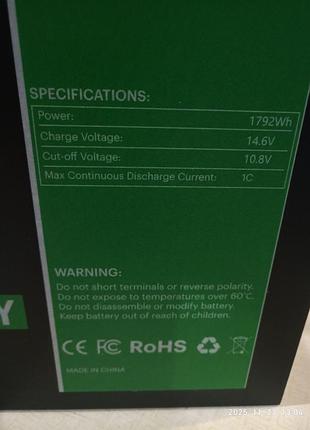 SPECIFICATIONS:
Power: 1792Wh
Charge Voltage: 14.6V
Cut-off Voltage: 10.8V
Max Continuous Discharge Current: 1C
WARNING:
Do not short terminals or reverse polarity.
Do not expose to temperatures over 60℃.
Do not disassemble or modify battery.
Keep battery out of reach of children.
Y
CE FC RoHS
MADE IN CHINA